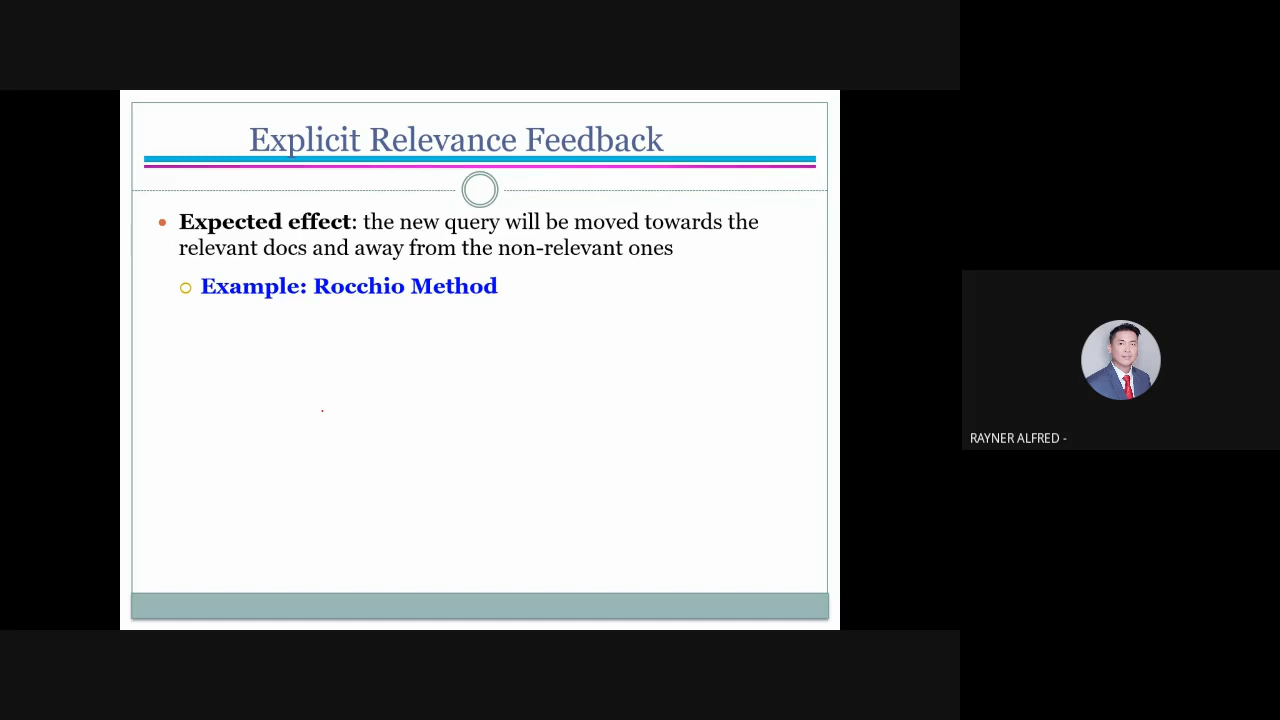 Explicit Relevance Feedback
Expected effect: the new query will be moved towards the
relevant docs and away from the non-relevant ones
Example: Rocchio Method
RAYNER ALFRED -